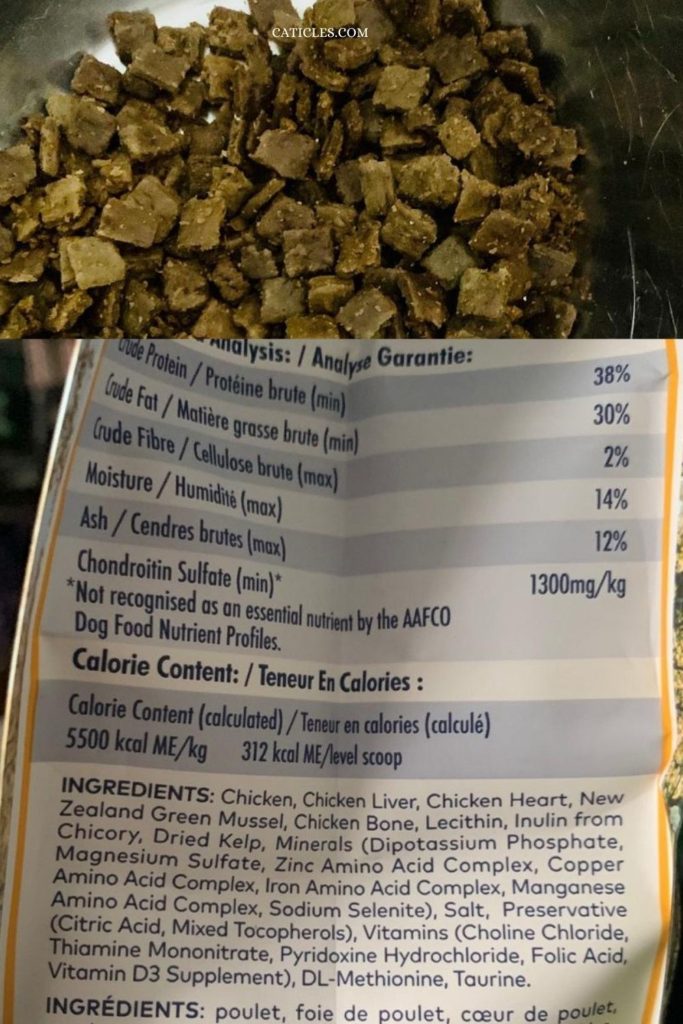 CATICLES.COM
Analysis: / Analyse Garantie:
Crude Protein / Protéine brute (min) 38%
Crude Fat / Matière grasse brute (min) 30%
Crude Fibre / Cellulose brute (max) 2%
Moisture / Humidité (max) 14%
Ash / Cendres brutes (max) 12%
Chondroitin Sulfate (min)* 1300mg/kg
*Not recognised as an essential nutrient by the AAFCO
Dog Food Nutrient Profiles.
Calorie Content: / Teneur En Calories :
Calorie Content (calculated) / Teneur en calories (calculé)
5500 kcal ME/kg 312 kcal ME/level scoop
INGREDIENTS: Chicken, Chicken Liver, Chicken Heart, New
Zealand Green Mussel, Chicken Bone, Lecithin, Inulin from
Chicory, Dried Kelp, Minerals (Dipotassium Phosphate,
Magnesium Sulfate, Zinc Amino Acid Complex, Copper
Amino Acid Complex, Iron Amino Acid Complex, Manganese
Amino Acid Complex, Sodium Selenite), Salt, Preservative
(Citric Acid, Mixed Tocopherols), Vitamins (Choline Chloride,
Thiamine Mononitrate, Pyridoxine Hydrochloride, Folic Acid,
Vitamin D3 Supplement), DL-Methionine, Taurine.
INGRÉDIENTS: poulet, foie de poulet, cœur de poulet,